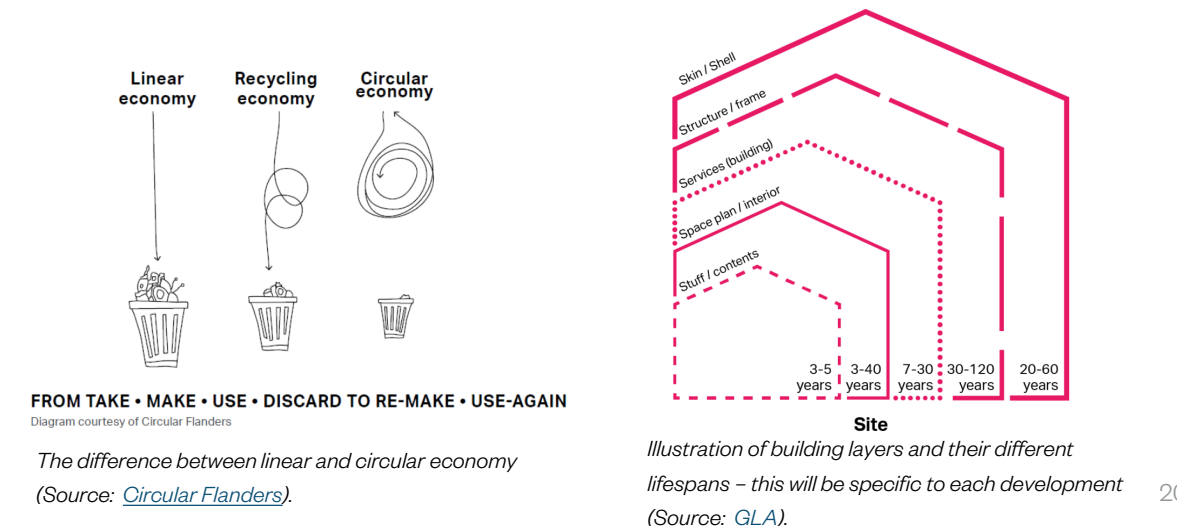 Linear
economy
Recycling
economy
Circular
economy
FROM TAKE • MAKE • USE • DISCARD TO RE-MAKE • USE-AGAIN
Diagram courtesy of Circular Flanders
The difference between linear and circular economy
(Source: Circular Flanders).
Skin / Shell
Structure / frame
Services (building)
Space plan / interior
Stuff / contents
3-5
years
3-40
years
7-30
years
30-120
years
20-60
years
Site
Illustration of building layers and their different
lifespans – this will be specific to each development
(Source: GLA).